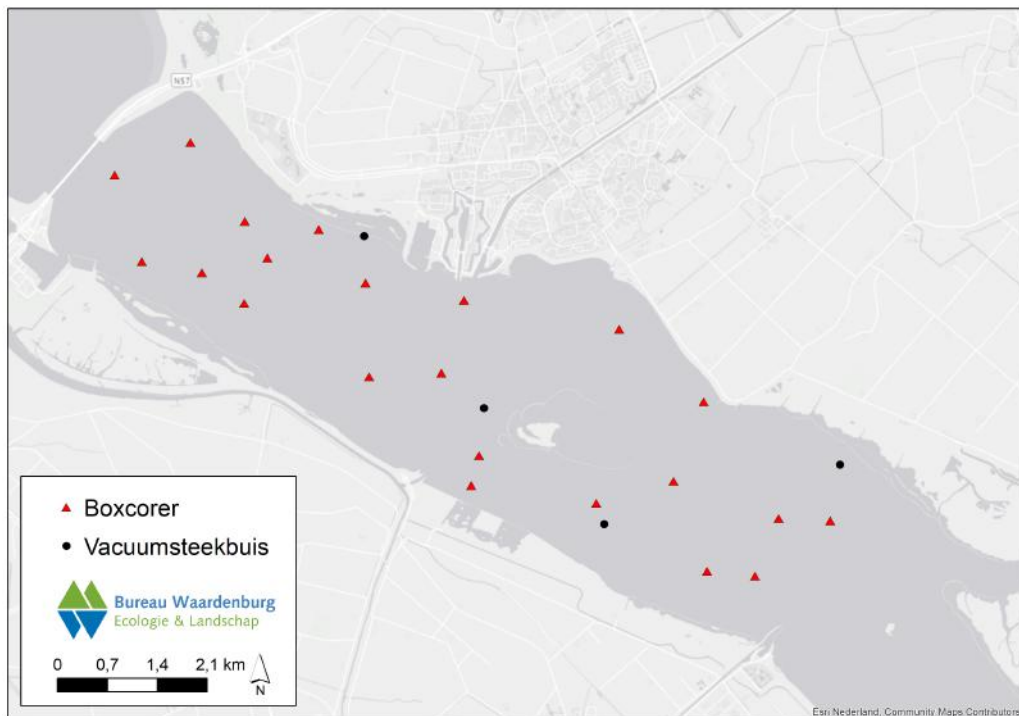 N57
Boxcorer
Vacuumsteekbuis
Bureau Waardenburg
Ecologie & Landschap
0 0,7 1,4 2,1 km
N
Esri Nederland, Community Maps Contributors